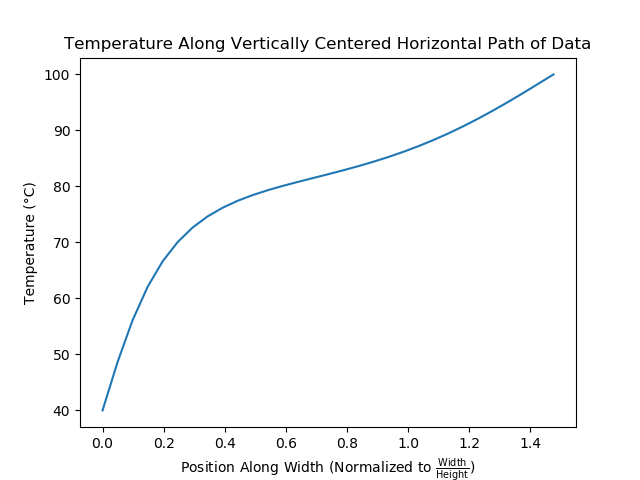 Temperature Along Vertically Centered Horizontal Path of Data
100
90
80
70
60
50
40
Temperature (°C)
0.0 0.2 0.4 0.6 0.8 1.0 1.2 1.4
Position Along Width (Normalized to Width/Height)